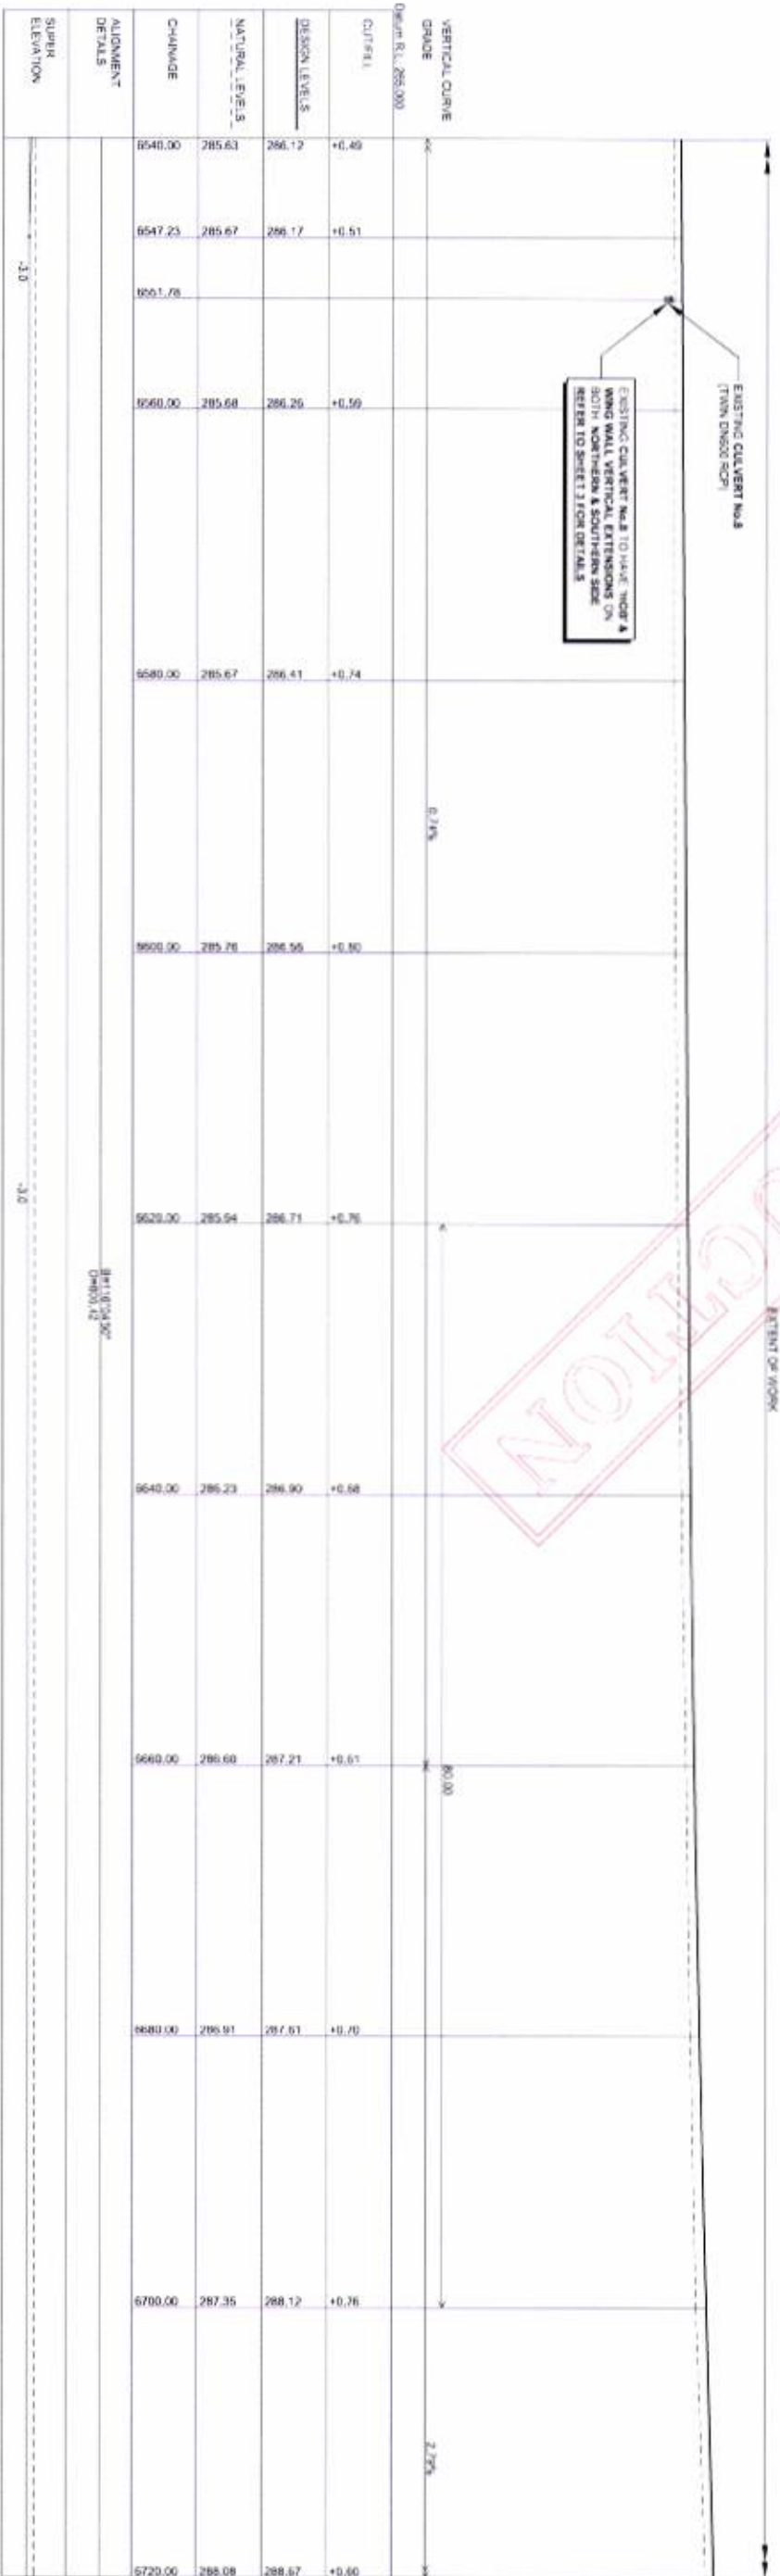 EXTENT OF WORK
EXISTING CULVERT No.8
(TWIN DN600 RCP)
EXISTING CULVERT No.8 TO HAVE 'HOB' &
WING WALL VERTICAL EXTENSIONS ON
BOTH NORTHERN & SOUTHERN SIDE
REFER TO SHEET 3 FOR DETAILS
CTION
VERTICAL CURVE 80.00
GRADE 0.74% 2.79%
Datum R.L. 265.000
CUT/FILL +0.49 +0.51 +0.59 +0.74 +0.80 +0.76 +0.68 +0.61 +0.70 +0.76 +0.60
DESIGN LEVELS 286.12 286.17 286.26 286.41 286.56 286.71 286.90 287.21 287.61 288.12 288.67
NATURAL LEVELS 285.63 285.67 285.68 285.67 285.76 285.94 286.23 286.60 286.91 287.35 288.08
CHAINAGE 6540.00 6547.23 6551.78 6560.00 6580.00 6600.00 6620.00 6640.00 6660.00 6680.00 6700.00 6720.00
ALIGNMENT
DETAILS
SUPER
ELEVATION
-3.0 -3.0